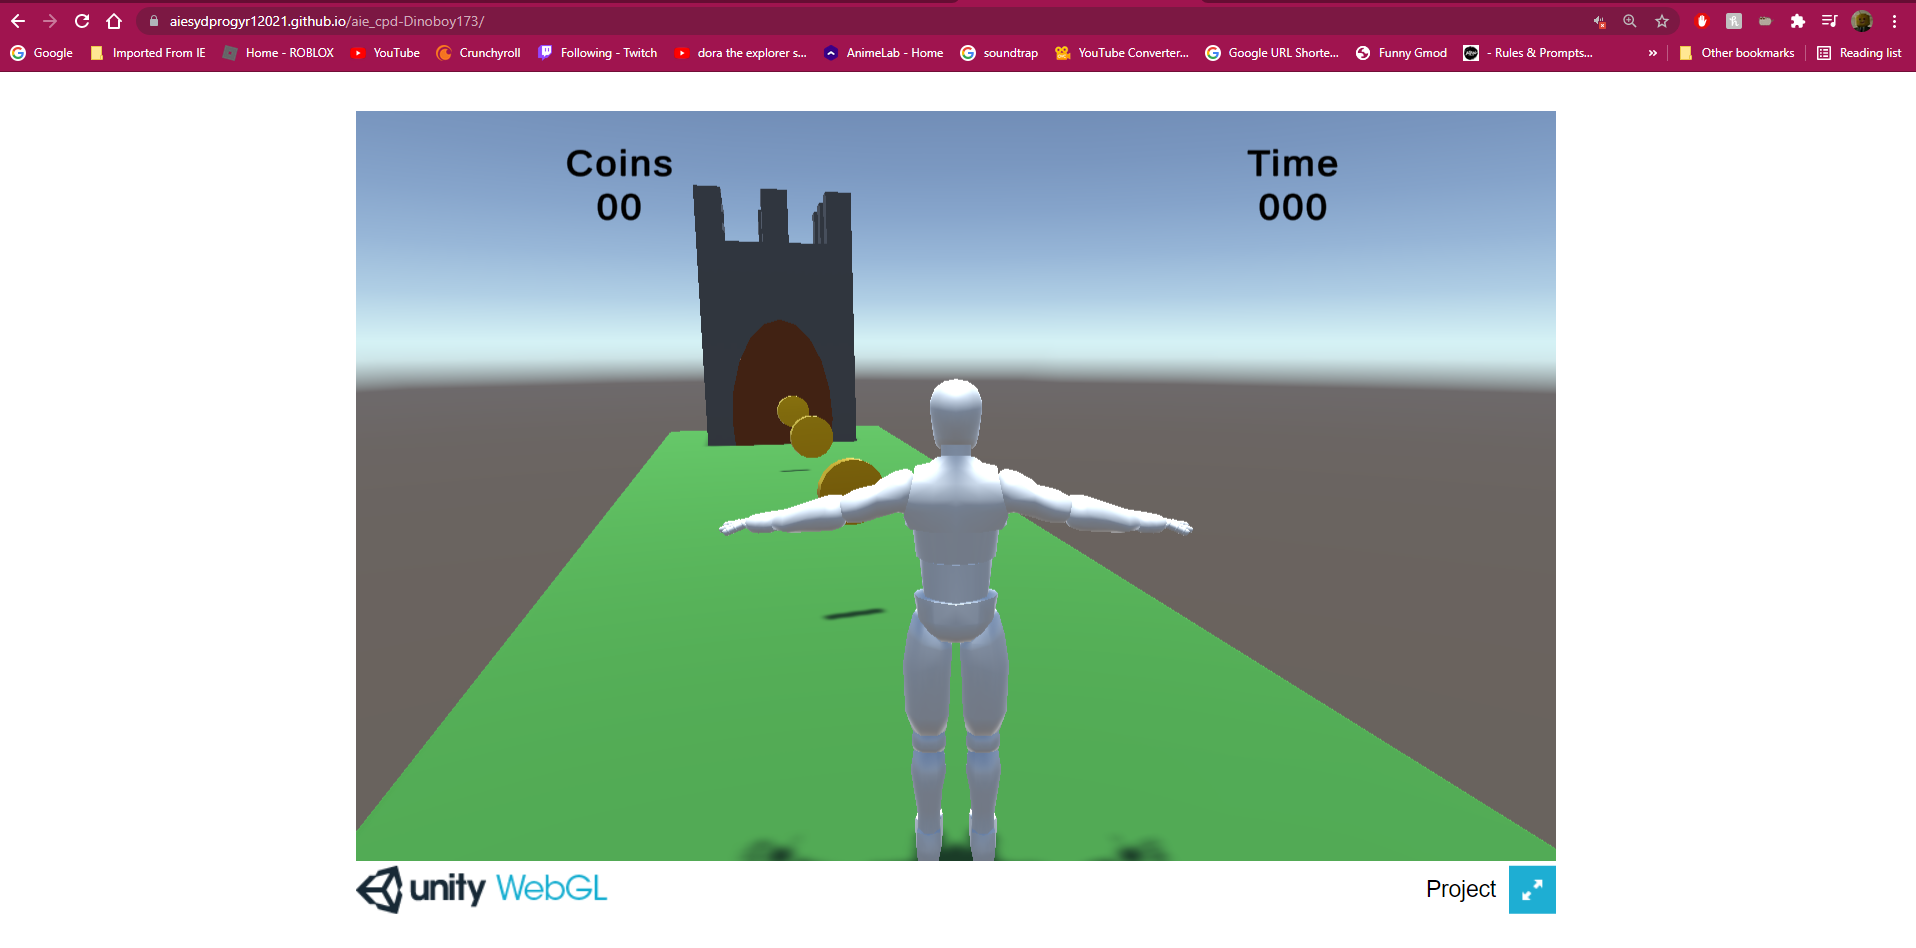 aiesydprogyr12021.github.io/aie_cpd-Dinoboy173/
Google Imported From IE Home - ROBLOX YouTube Crunchyroll Following - Twitch dora the explorer s... AnimeLab - Home soundtrap YouTube Converter... Google URL Shorte... Funny Gmod - Rules & Prompts... » Other bookmarks Reading list
Coins
00
Time
000
unity WebGL
Project